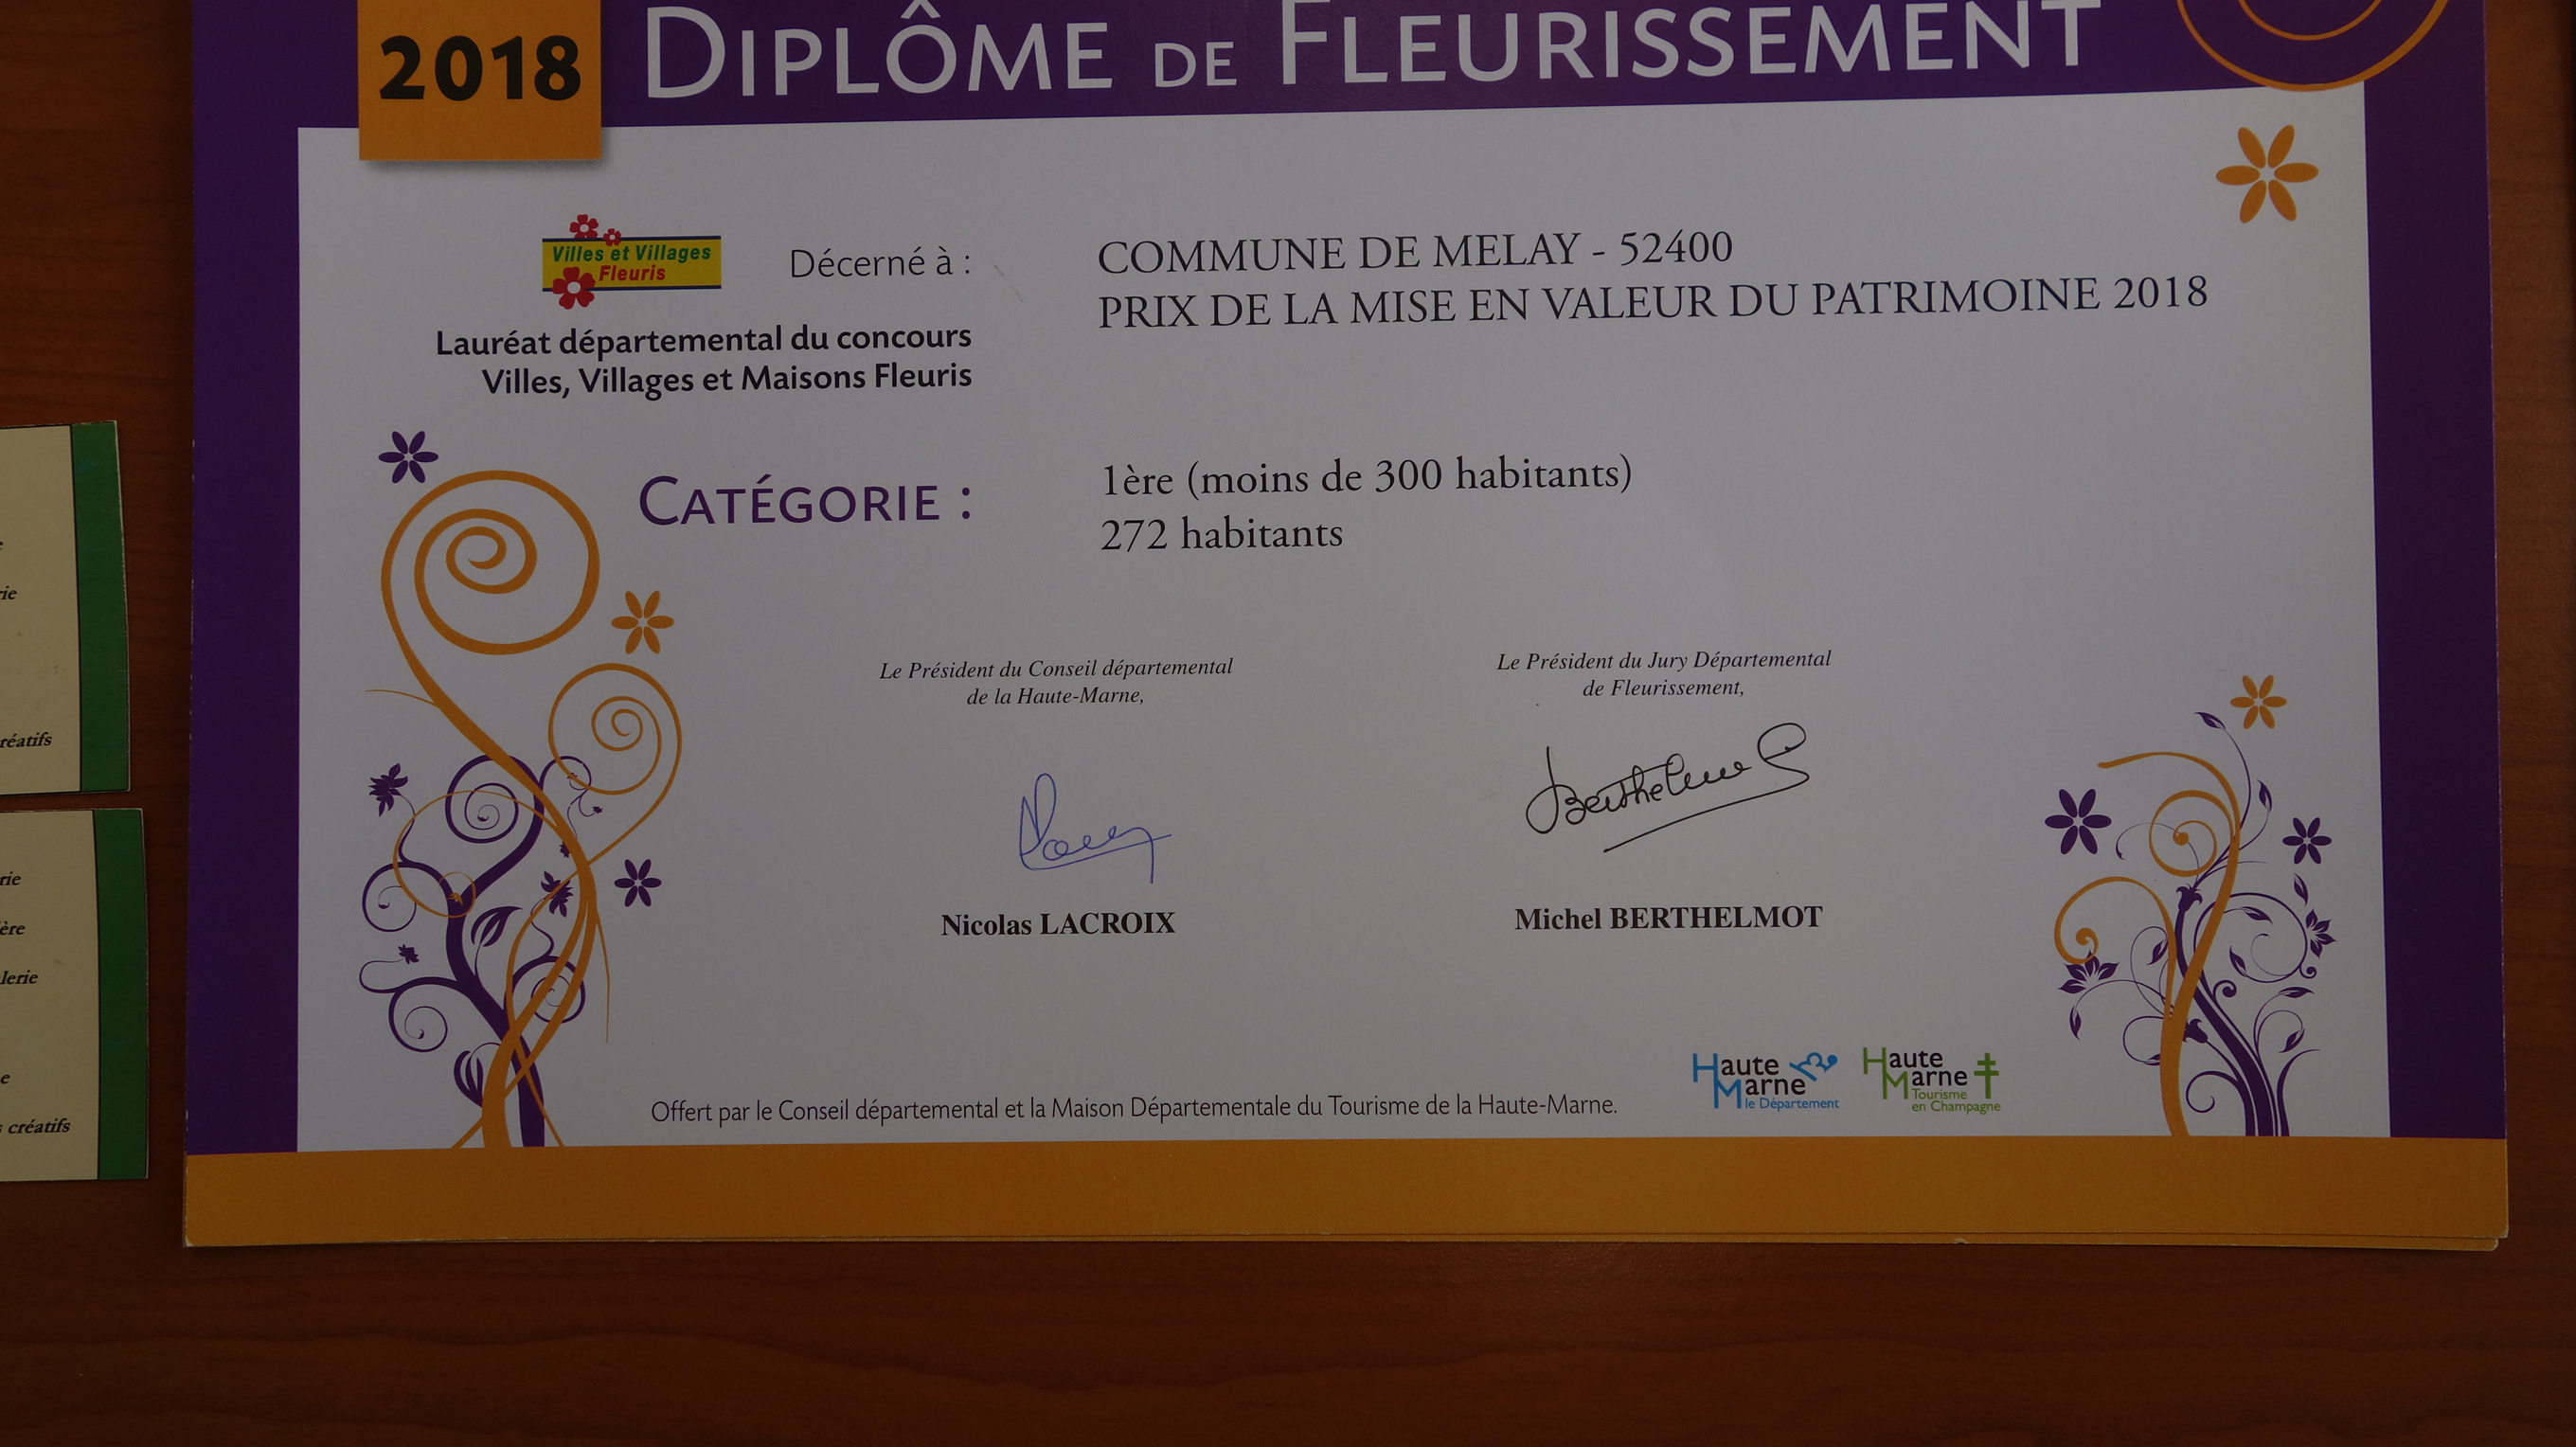 2018
DIPLÔME DE FLEURISSEMENT
Villes et Villages
Fleuris
Décerné à :
COMMUNE DE MELAY - 52400
PRIX DE LA MISE EN VALEUR DU PATRIMOINE 2018
Lauréat départemental du concours
Villes, Villages et Maisons Fleuris
CATÉGORIE :
1ère (moins de 300 habitants)
272 habitants
Le Président du Conseil départemental
de la Haute-Marne,
Le Président du Jury Départemental
de Fleurissement,
Nicolas LACROIX
Michel BERTHELMOT
Offert par le Conseil départemental et la Maison Départementale du Tourisme de la Haute-Marne.
Haute
Marne
le Département
Haute
Marne
Tourisme
en Champagne
créatifs